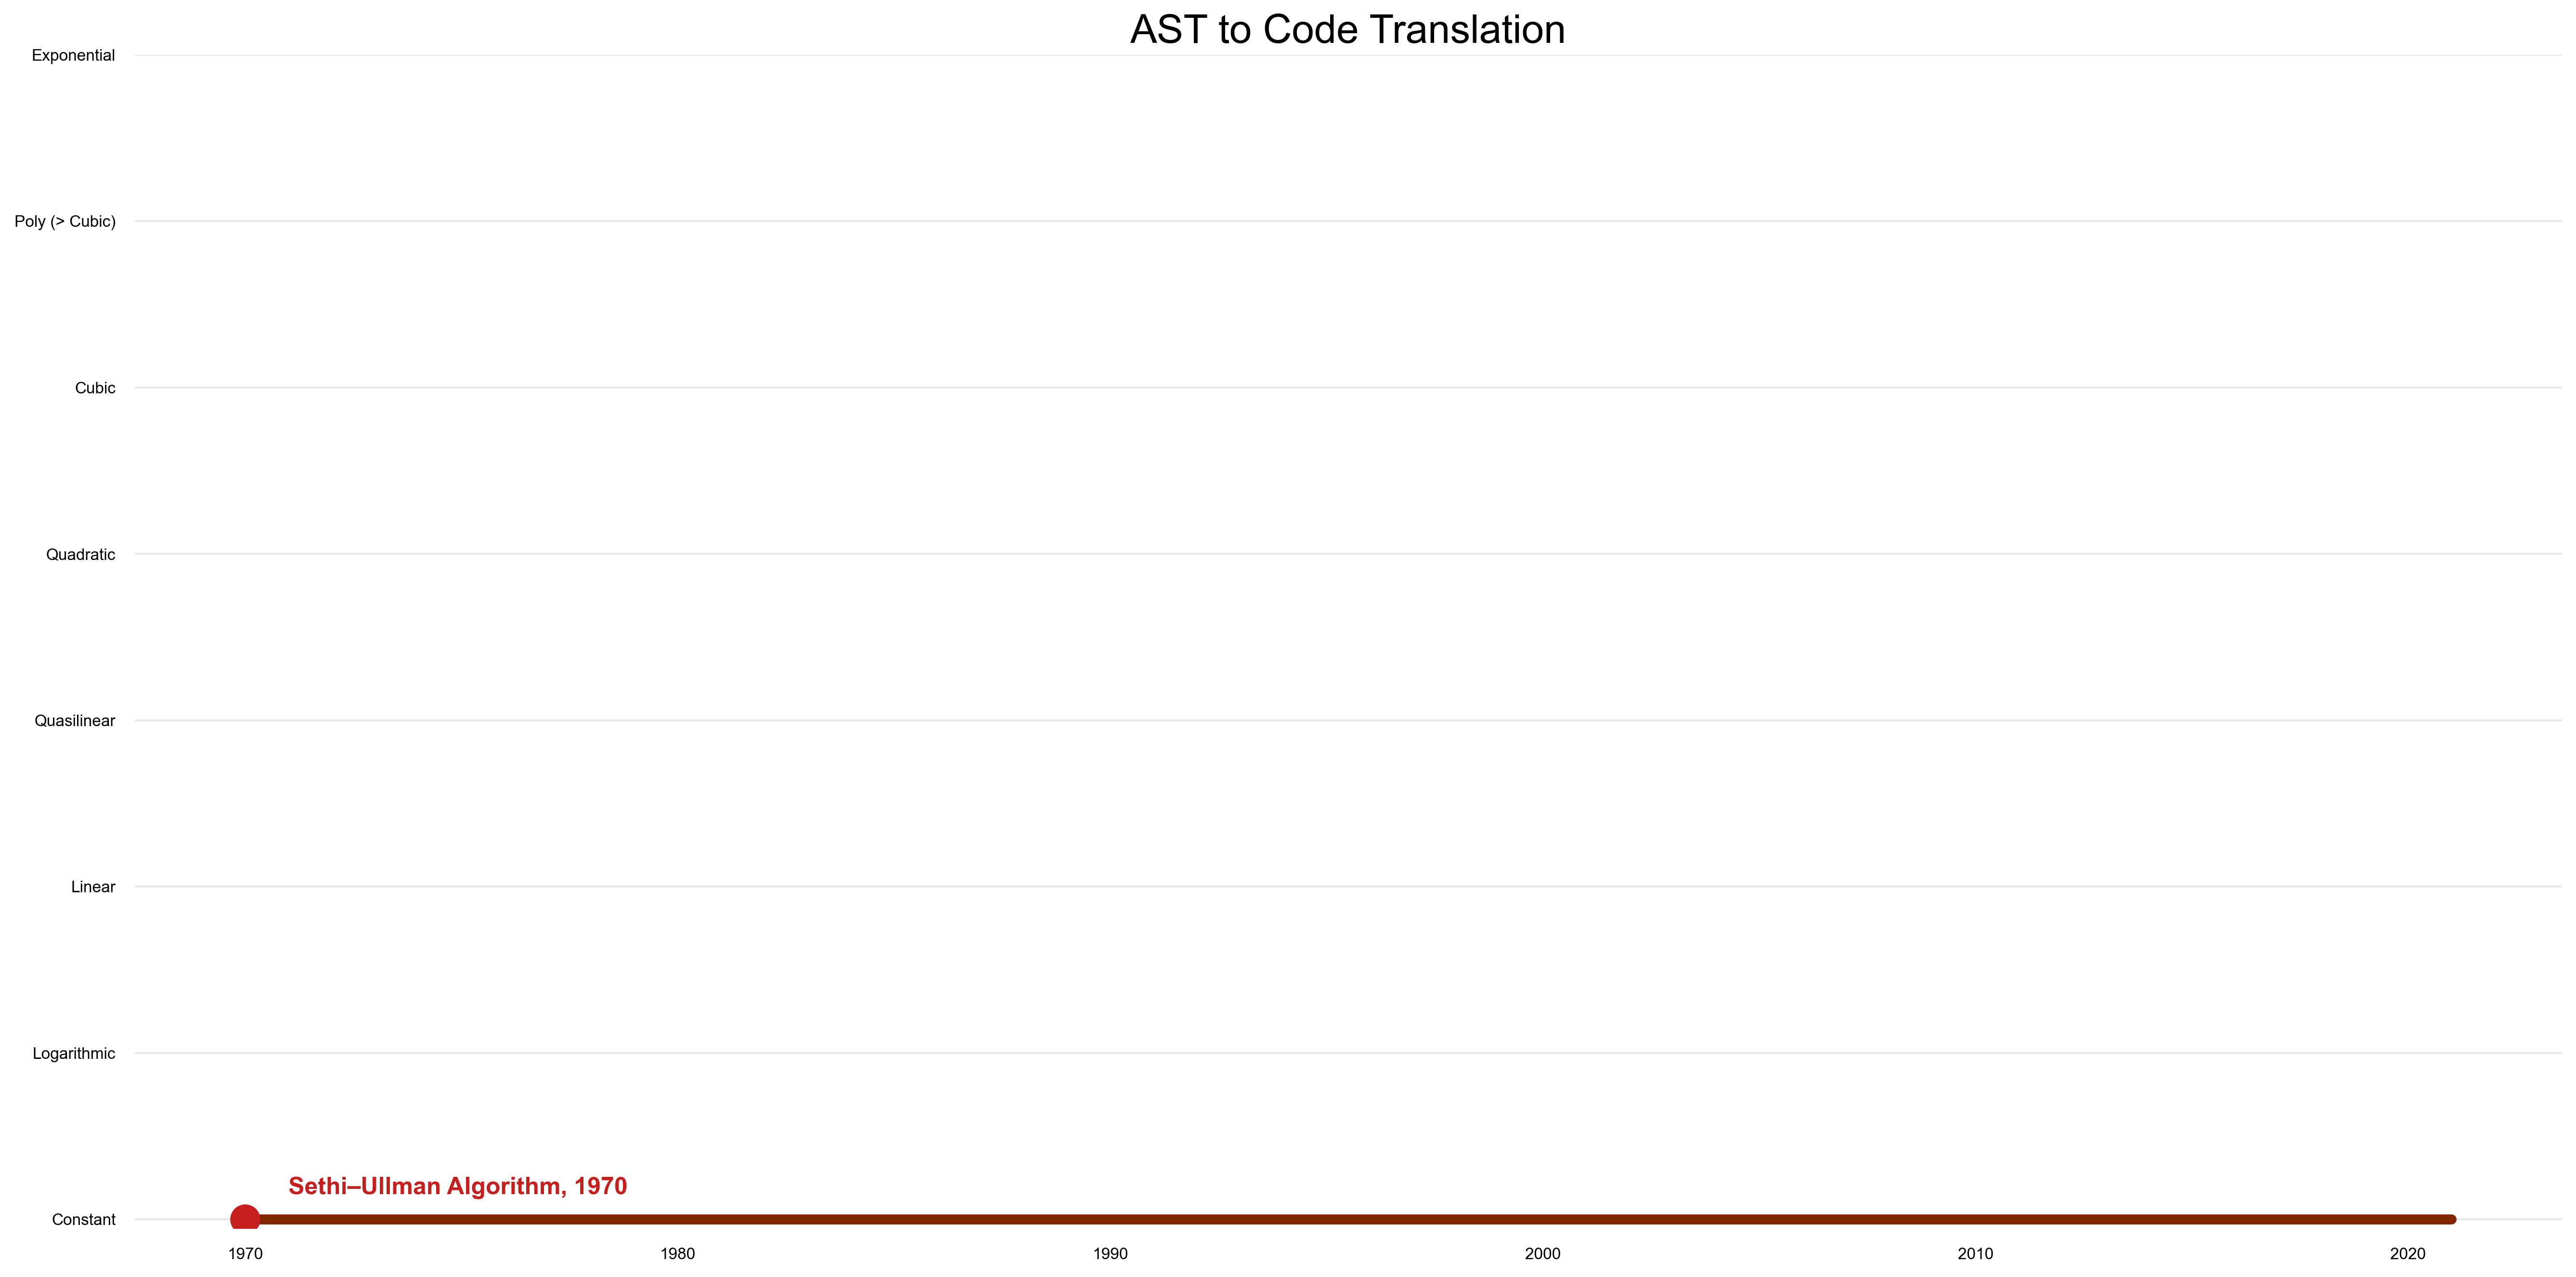 AST to Code Translation
Exponential
Poly (> Cubic)
Cubic
Quadratic
Quasilinear
Linear
Logarithmic
Sethi–Ullman Algorithm, 1970
Constant
1970 1980 1990 2000 2010 2020